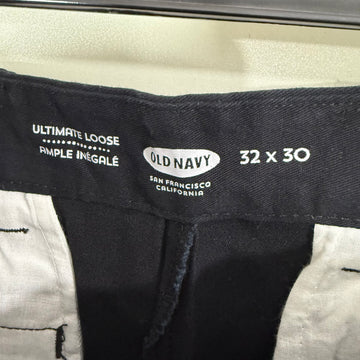 ULTIMATE LOOSE
AMPLE INÉGALÉ
OLD NAVY
SAN FRANCISCO
CALIFORNIA
32 x 30